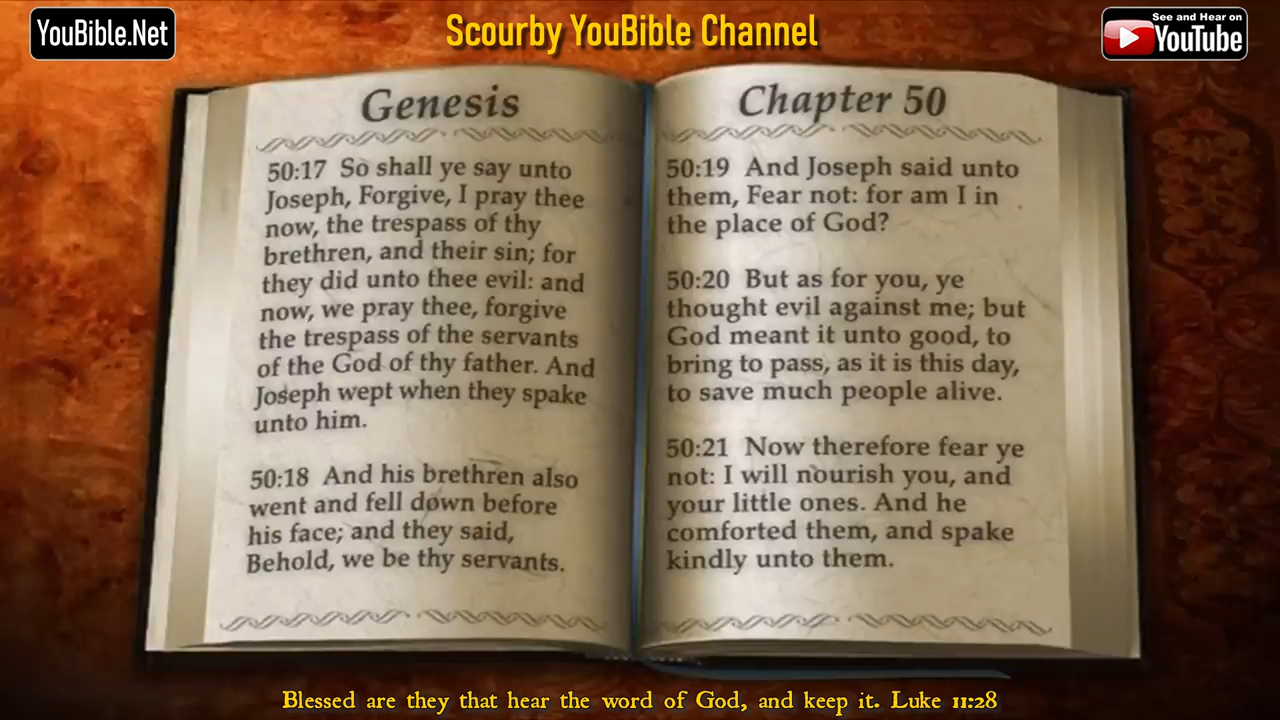 YouBible.Net
Scourby YouBible Channel
See and Hear on
YouTube
Genesis
50:17 So shall ye say unto
Joseph, Forgive, I pray thee
now, the trespass of thy
brethren, and their sin; for
they did unto thee evil: and
now, we pray thee, forgive
the trespass of the servants
of the God of thy father. And
Joseph wept when they spake
unto him.
50:18 And his brethren also
went and fell down before
his face; and they said,
Behold, we be thy servants.
Chapter 50
50:19 And Joseph said unto
them, Fear not: for am I in
the place of God?
50:20 But as for you, ye
thought evil against me; but
God meant it unto good, to
bring to pass, as it is this day,
to save much people alive.
50:21 Now therefore fear ye
not: I will nourish you, and
your little ones. And he
comforted them, and spake
kindly unto them.
Blessed are they that hear the word of God, and keep it. Luke 11:28